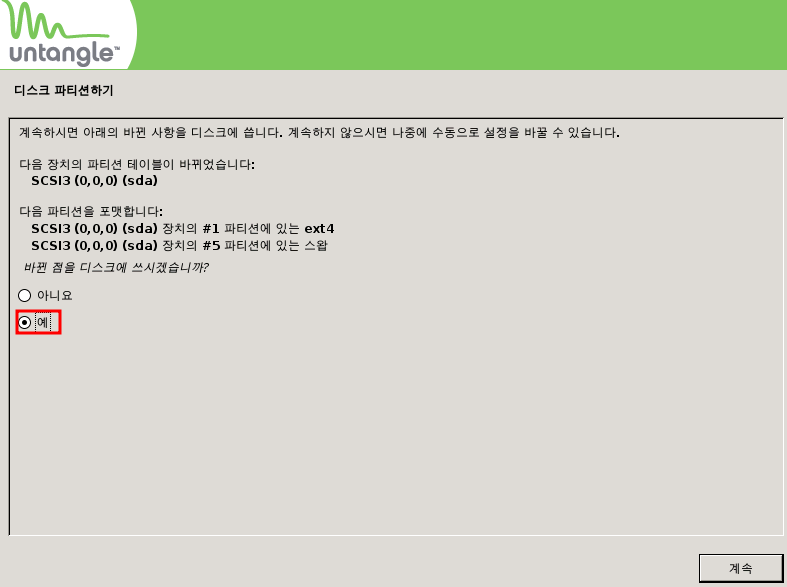 untangle™
디스크 파티션하기
계속하시면 아래의 바뀐 사항을 디스크에 씁니다. 계속하지 않으시면 나중에 수동으로 설정을 바꿀 수 있습니다.
다음 장치의 파티션 테이블이 바뀌었습니다:
SCSI3 (0,0,0) (sda)
다음 파티션을 포맷합니다:
SCSI3 (0,0,0) (sda) 장치의 #1 파티션에 있는 ext4
SCSI3 (0,0,0) (sda) 장치의 #5 파티션에 있는 스왑
바뀐 점을 디스크에 쓰시겠습니까?
아니요
예
계속